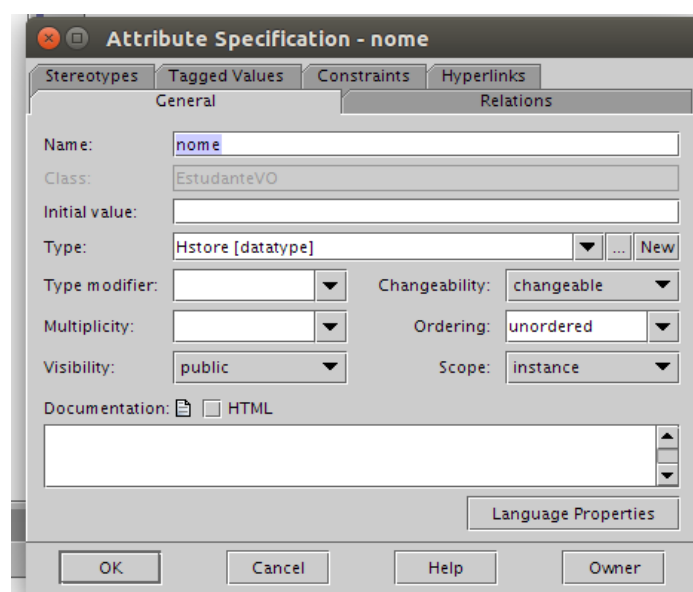 Attribute Specification - nome
Stereotypes Tagged Values Constraints Hyperlinks
General Relations
Name: nome
Class: EstudanteVO
Initial value:
Type: Hstore [datatype] ... New
Type modifier: Changeability: changeable
Multiplicity: Ordering: unordered
Visibility: public Scope: instance
Documentation: HTML
Language Properties
OK Cancel Help Owner